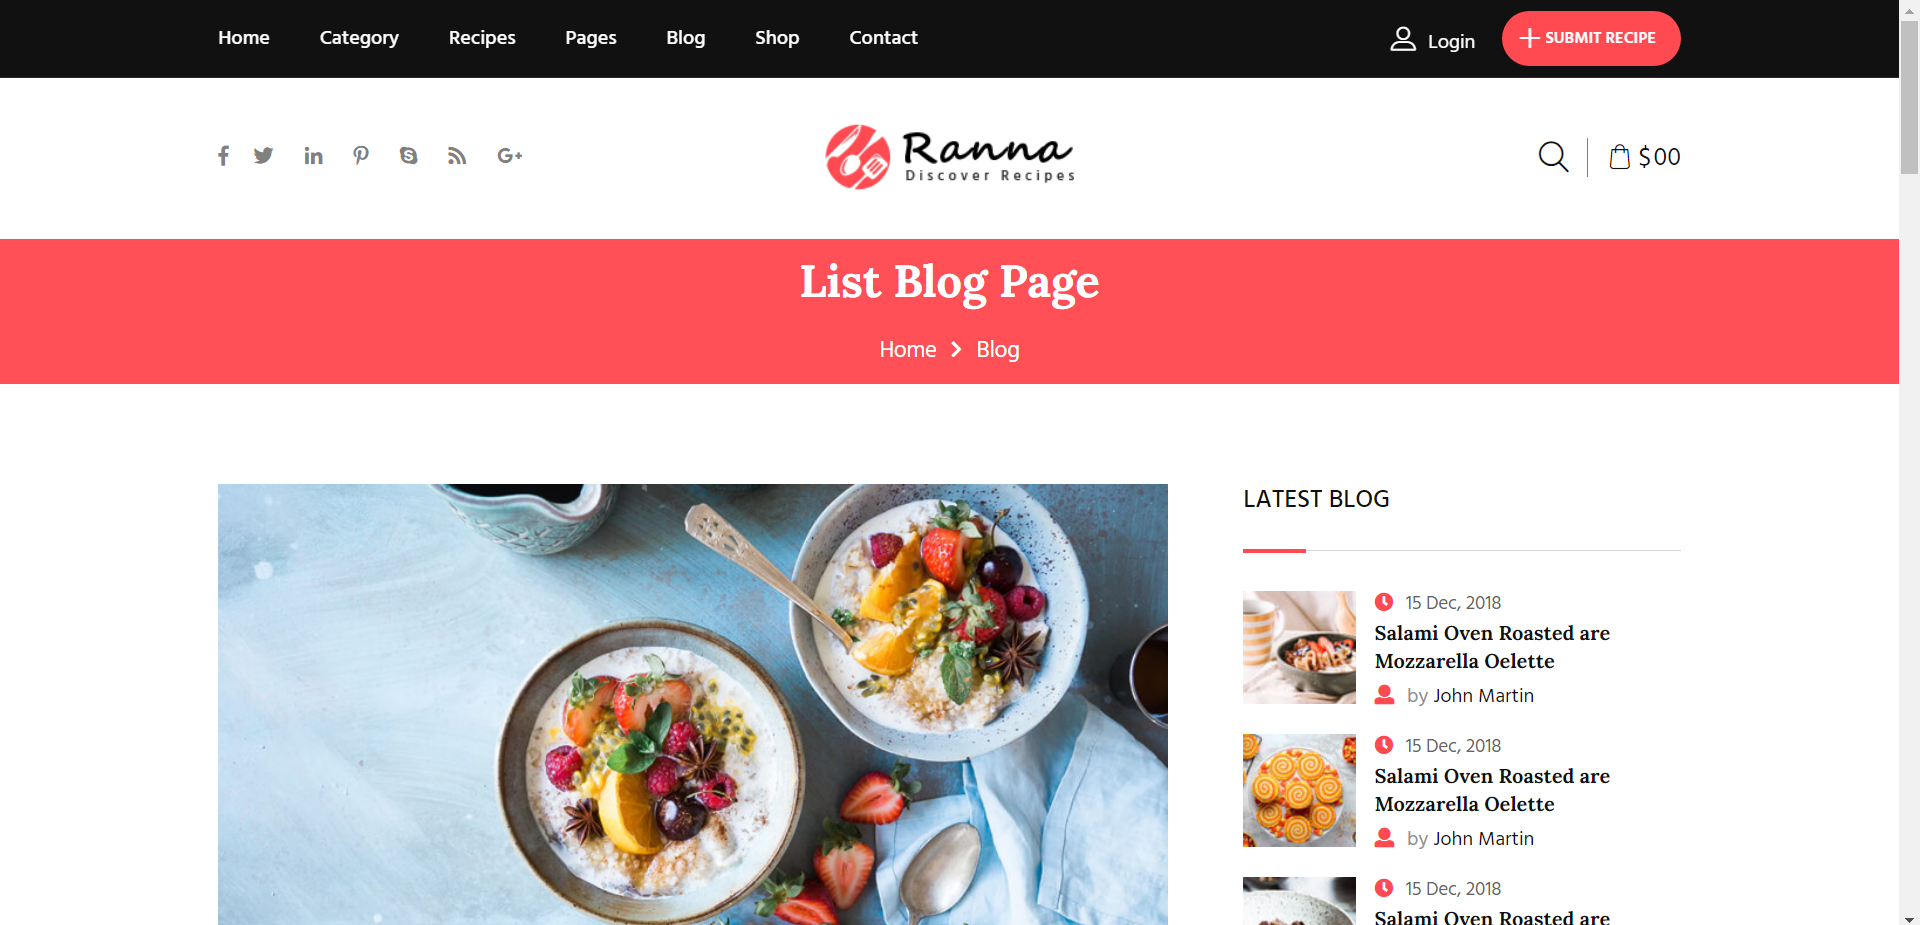 Home Category Recipes Pages Blog Shop Contact Login SUBMIT RECIPE
Ranna
Discover Recipes
$00
List Blog Page
Home Blog
LATEST BLOG
15 Dec, 2018
Salami Oven Roasted are
Mozzarella Oelette
by John Martin
15 Dec, 2018
Salami Oven Roasted are
Mozzarella Oelette
by John Martin
15 Dec, 2018
Salami Oven Roasted are